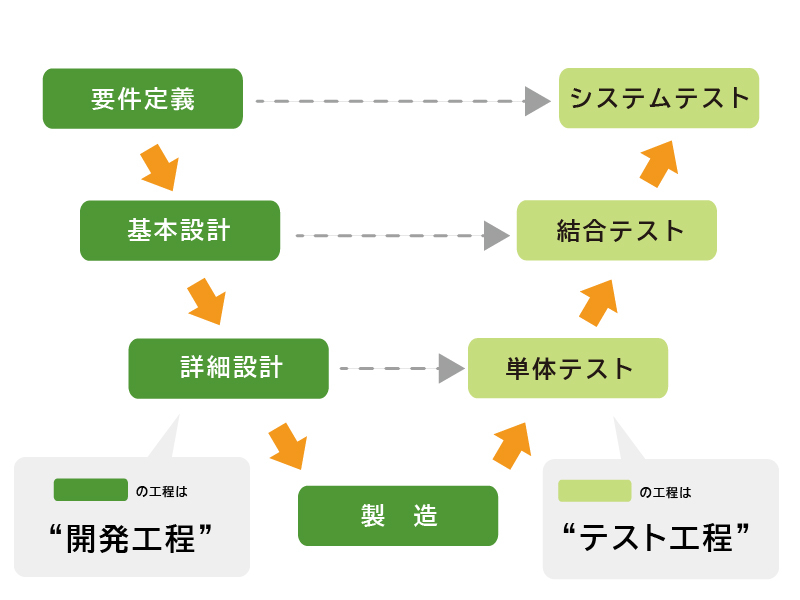 要件定義
システムテスト
基本設計
結合テスト
詳細設計
単体テスト
製 造
の工程は
“開発工程”
の工程は
“テスト工程”